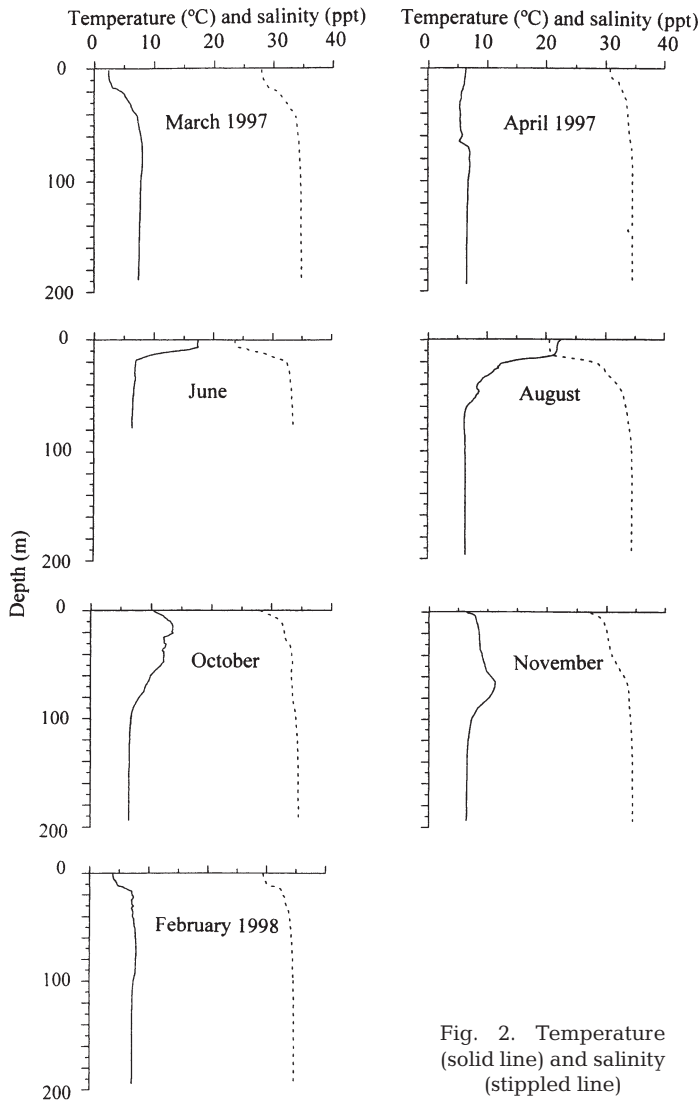 Temperature (ºC) and salinity (ppt) Temperature (ºC) and salinity (ppt)
0 10 20 30 40 0 10 20 30 40
0
March 1997 April 1997
100
200
0
June August
100
200
Depth (m)
0
October November
100
200
0
February 1998
100
200
Fig. 2. Temperature
(solid line) and salinity
(stippled line)